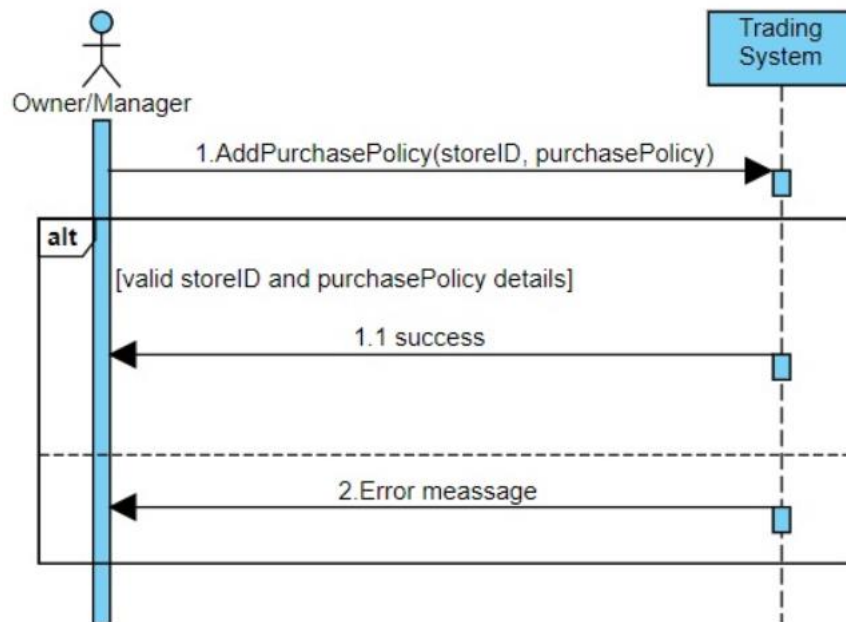 Trading
System
Owner/Manager
1.AddPurchasePolicy(storeID, purchasePolicy)
alt
[valid storeID and purchasePolicy details]
1.1 success
2.Error meassage